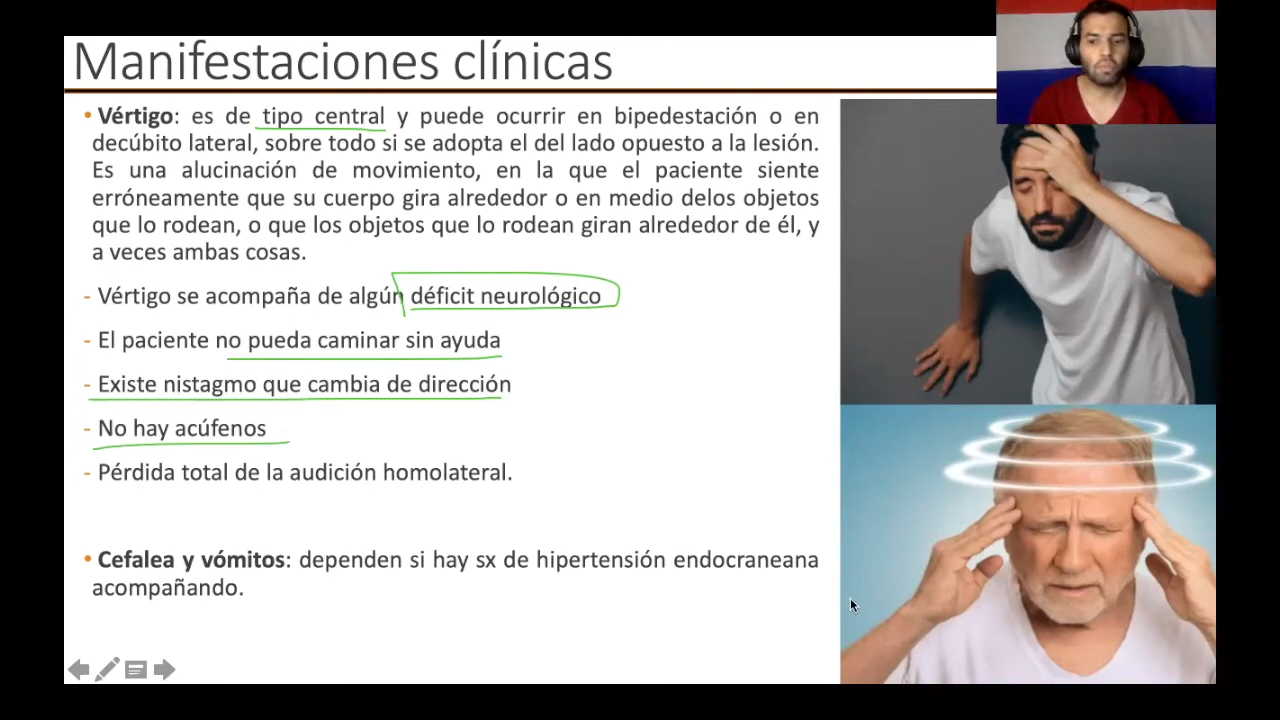 Manifestaciones clínicas
• Vértigo: es de tipo central y puede ocurrir en bipedestación o en
decúbito lateral, sobre todo si se adopta el del lado opuesto a la lesión.
Es una alucinación de movimiento, en la que el paciente siente
erróneamente que su cuerpo gira alrededor o en medio delos objetos
que lo rodean, o que los objetos que lo rodean giran alrededor de él, y
a veces ambas cosas.
- Vértigo se acompaña de algún déficit neurológico
- El paciente no pueda caminar sin ayuda
- Existe nistagmo que cambia de dirección
- No hay acúfenos
- Pérdida total de la audición homolateral.
• Cefalea y vómitos: dependen si hay sx de hipertensión endocraneana
acompañando.